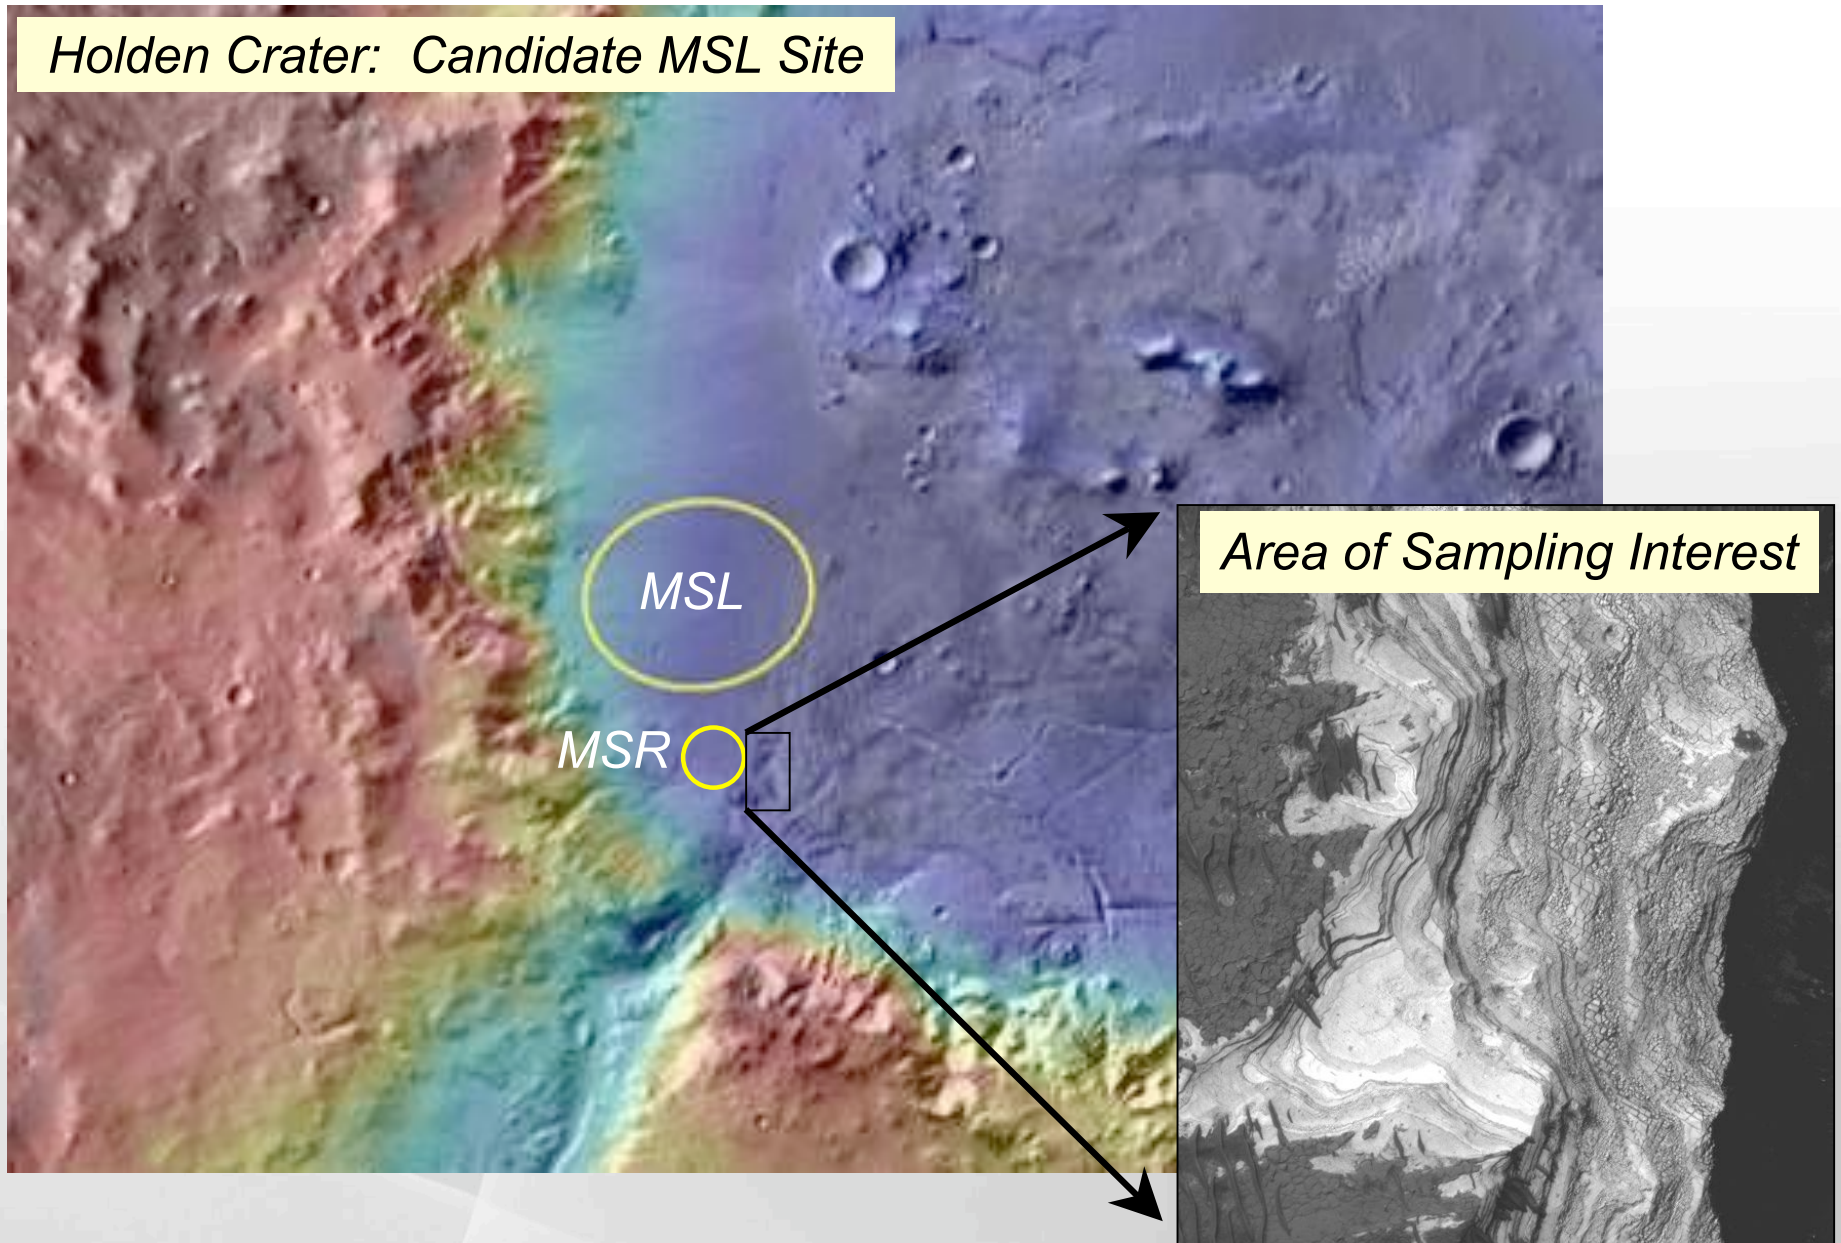 Holden Crater: Candidate MSL Site
Area of Sampling Interest
MSL
MSR